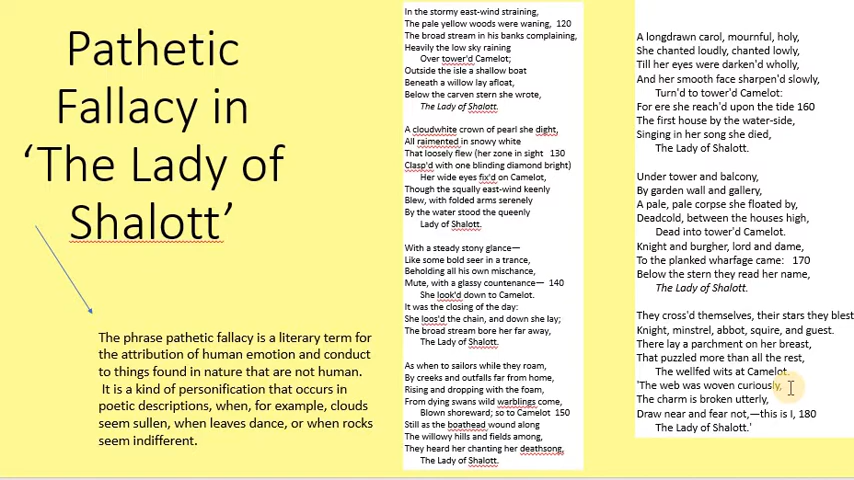 Pathetic
Fallacy in
‘The Lady of
Shalott’
The phrase pathetic fallacy is a literary term for
the attribution of human emotion and conduct
to things found in nature that are not human.
It is a kind of personification that occurs in
poetic descriptions, when, for example, clouds
seem sullen, when leaves dance, or when rocks
seem indifferent.
In the stormy east-wind straining,
The pale yellow woods were waning, 120
The broad stream in his banks complaining,
Heavily the low sky raining
Over tower'd Camelot;
Outside the isle a shallow boat
Beneath a willow lay afloat,
Below the carven stern she wrote,
The Lady of Shalott.
A cloudwhite crown of pearl she dight,
All raimented in snowy white
That loosely flew (her zone in sight 130
Clasp'd with one blinding diamond bright)
Her wide eyes fix'd on Camelot,
Though the squally east-wind keenly
Blew, with folded arms serenely
By the water stood the queenly
Lady of Shalott.
With a steady stony glance—
Like some bold seer in a trance,
Beholding all his own mischance,
Mute, with a glassy countenance— 140
She look'd down to Camelot.
It was the closing of the day:
She loos'd the chain, and down she lay;
The broad stream bore her far away,
The Lady of Shalott.
As when to sailors while they roam,
By creeks and outfalls far from home,
Rising and dropping with the foam,
From dying swans wild warblings come,
Blown shoreward; so to Camelot 150
Still as the boathead wound along
The willowy hills and fields among,
They heard her chanting her deathsong,
The Lady of Shalott.
A longdrawn carol, mournful, holy,
She chanted loudly, chanted lowly,
Till her eyes were darken'd wholly,
And her smooth face sharpen'd slowly,
Turn'd to tower'd Camelot:
For ere she reach'd upon the tide 160
The first house by the water-side,
Singing in her song she died,
The Lady of Shalott.
Under tower and balcony,
By garden wall and gallery,
A pale, pale corpse she floated by,
Deadcold, between the houses high,
Dead into tower'd Camelot.
Knight and burgher, lord and dame,
To the planked wharfage came: 170
Below the stern they read her name,
The Lady of Shalott.
They cross'd themselves, their stars they blest
Knight, minstrel, abbot, squire, and guest.
There lay a parchment on her breast,
That puzzled more than all the rest,
The wellfed wits at Camelot.
'The web was woven curiously,
The charm is broken utterly,
Draw near and fear not,—this is I, 180
The Lady of Shalott.'